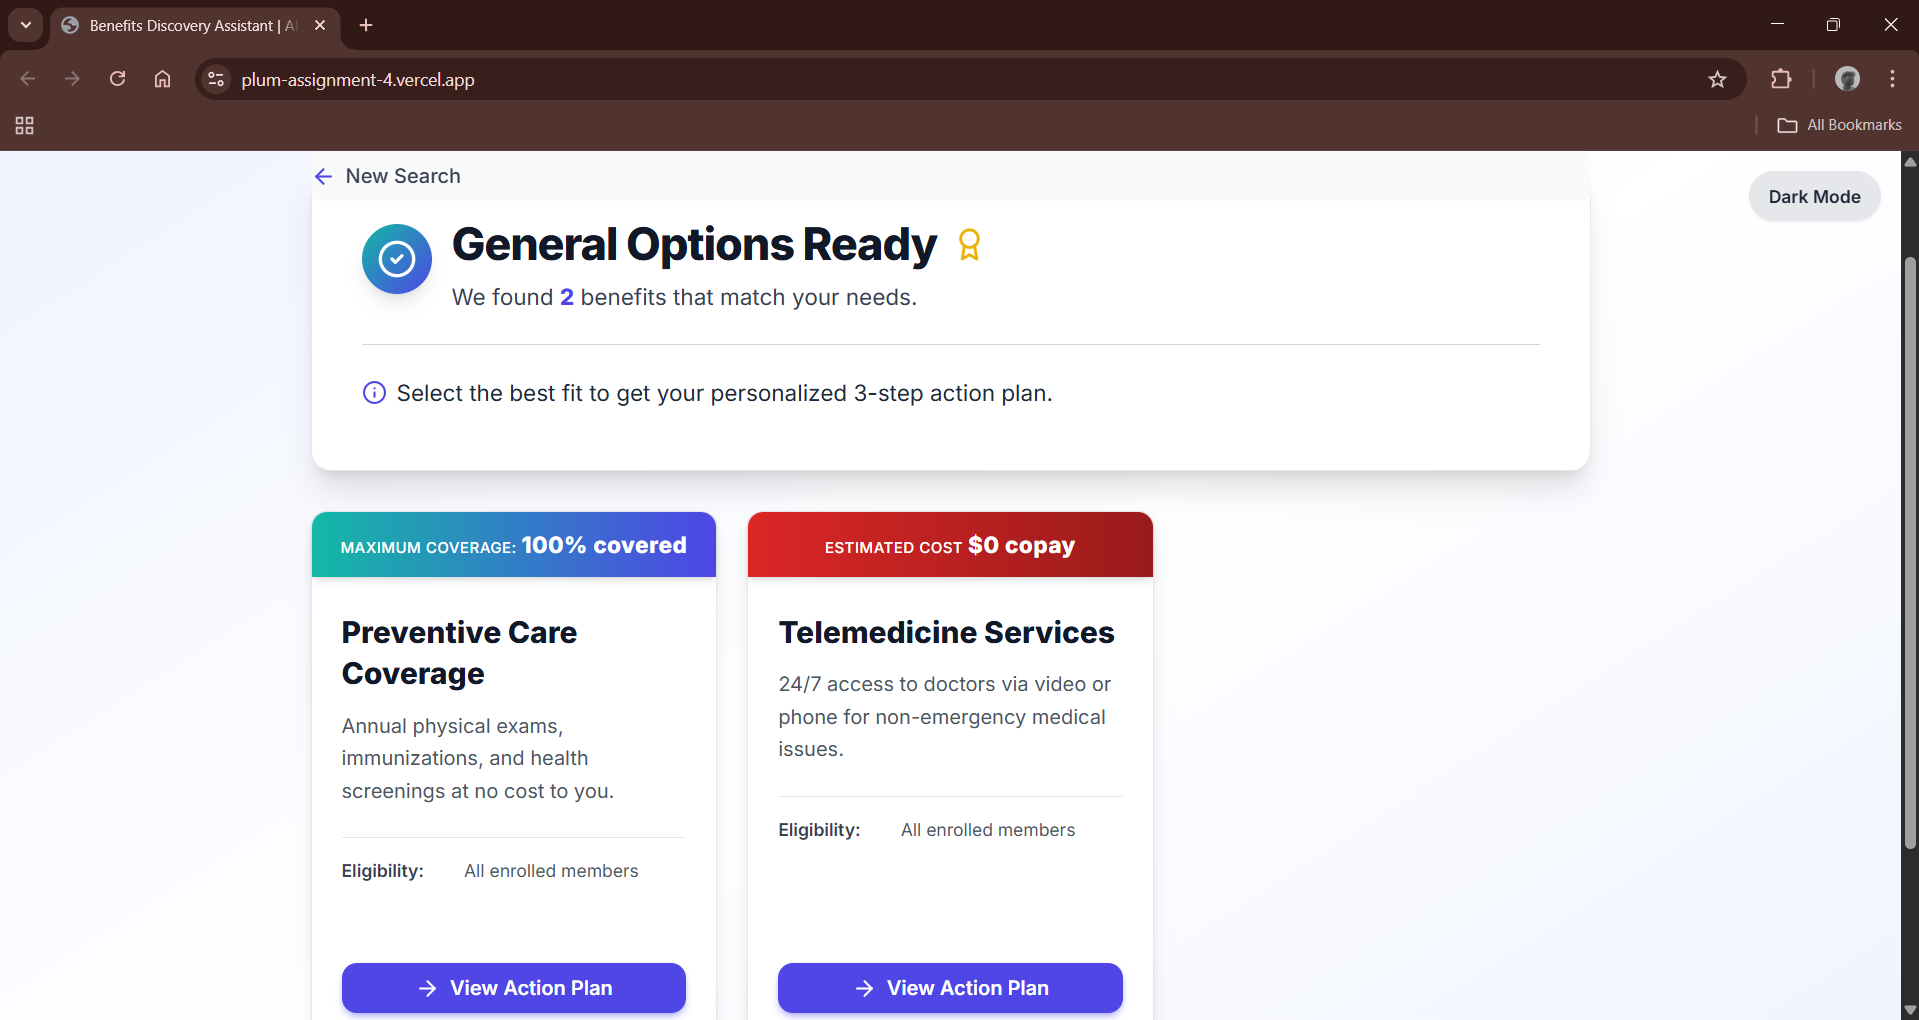 Benefits Discovery Assistant | AI
plum-assignment-4.vercel.app
All Bookmarks
New Search
Dark Mode
General Options Ready
We found 2 benefits that match your needs.
Select the best fit to get your personalized 3-step action plan.
MAXIMUM COVERAGE: 100% covered
Preventive Care
Coverage
Annual physical exams,
immunizations, and health
screenings at no cost to you.
Eligibility: All enrolled members
View Action Plan
ESTIMATED COST $0 copay
Telemedicine Services
24/7 access to doctors via video or
phone for non-emergency medical
issues.
Eligibility: All enrolled members
View Action Plan